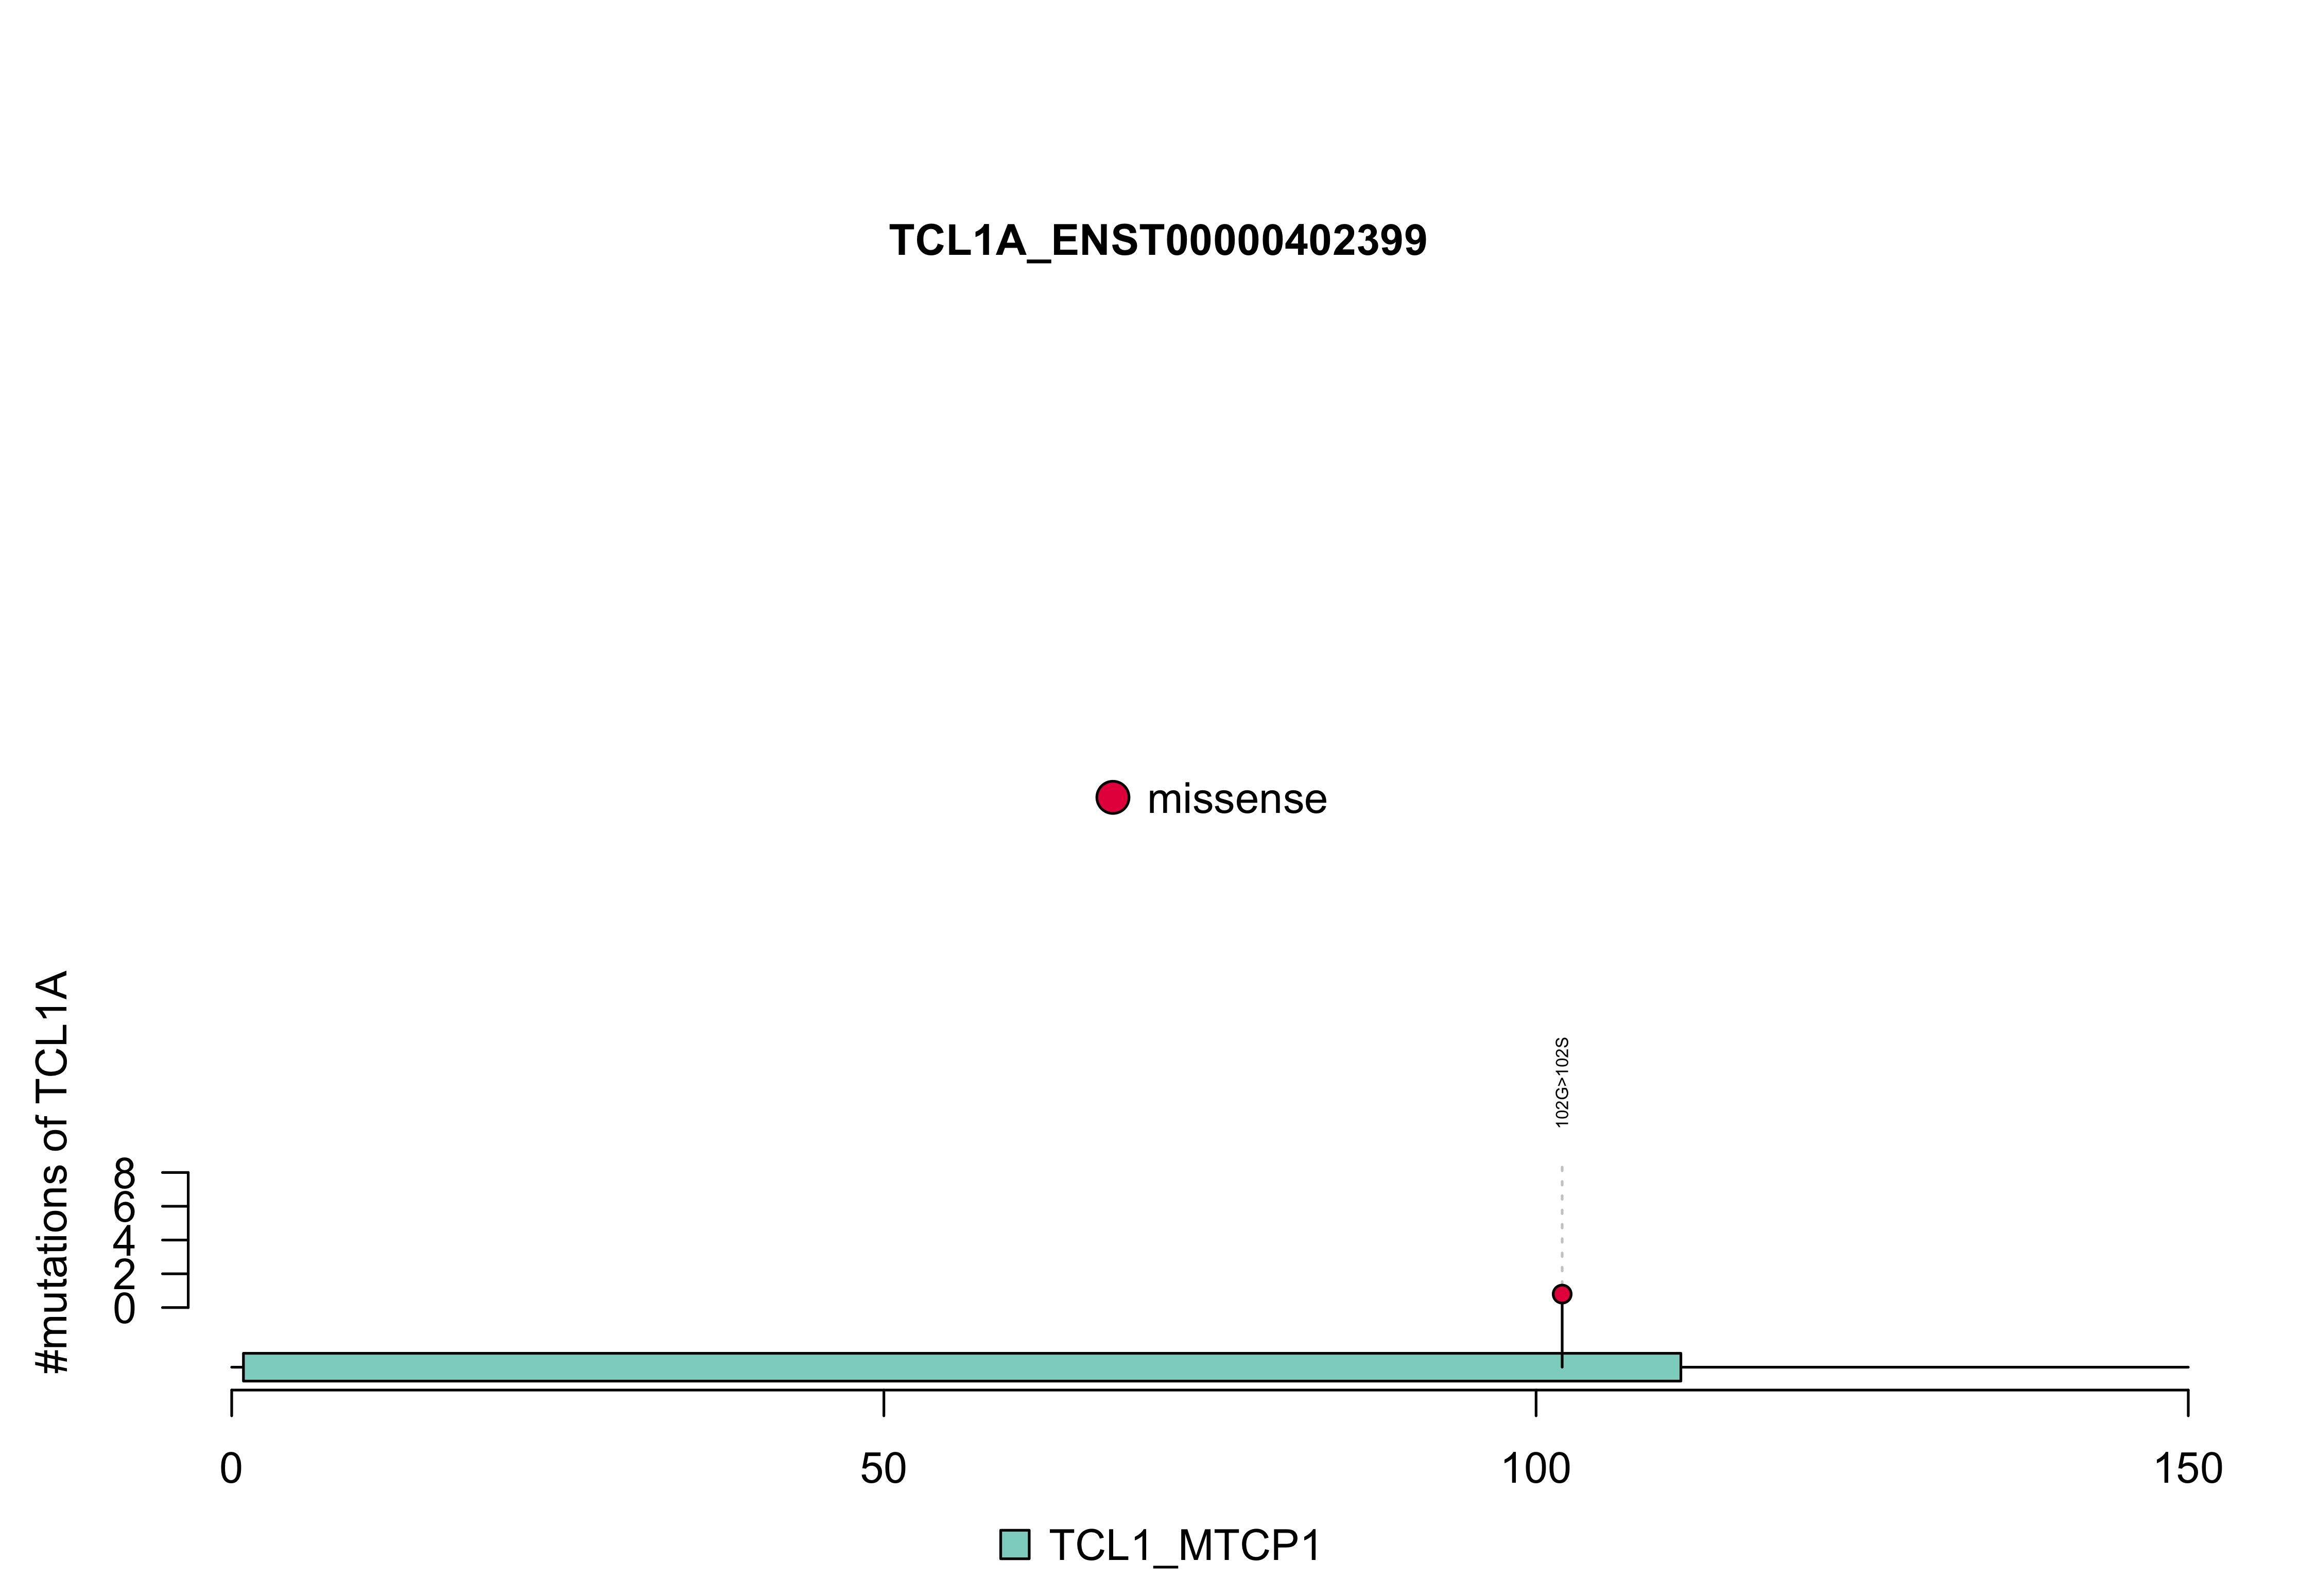 TCL1A_ENST00000402399
missense
#mutations of TCL1A
102G>102S
8
6
4
2
0
0 50 100 150
TCL1_MTCP1